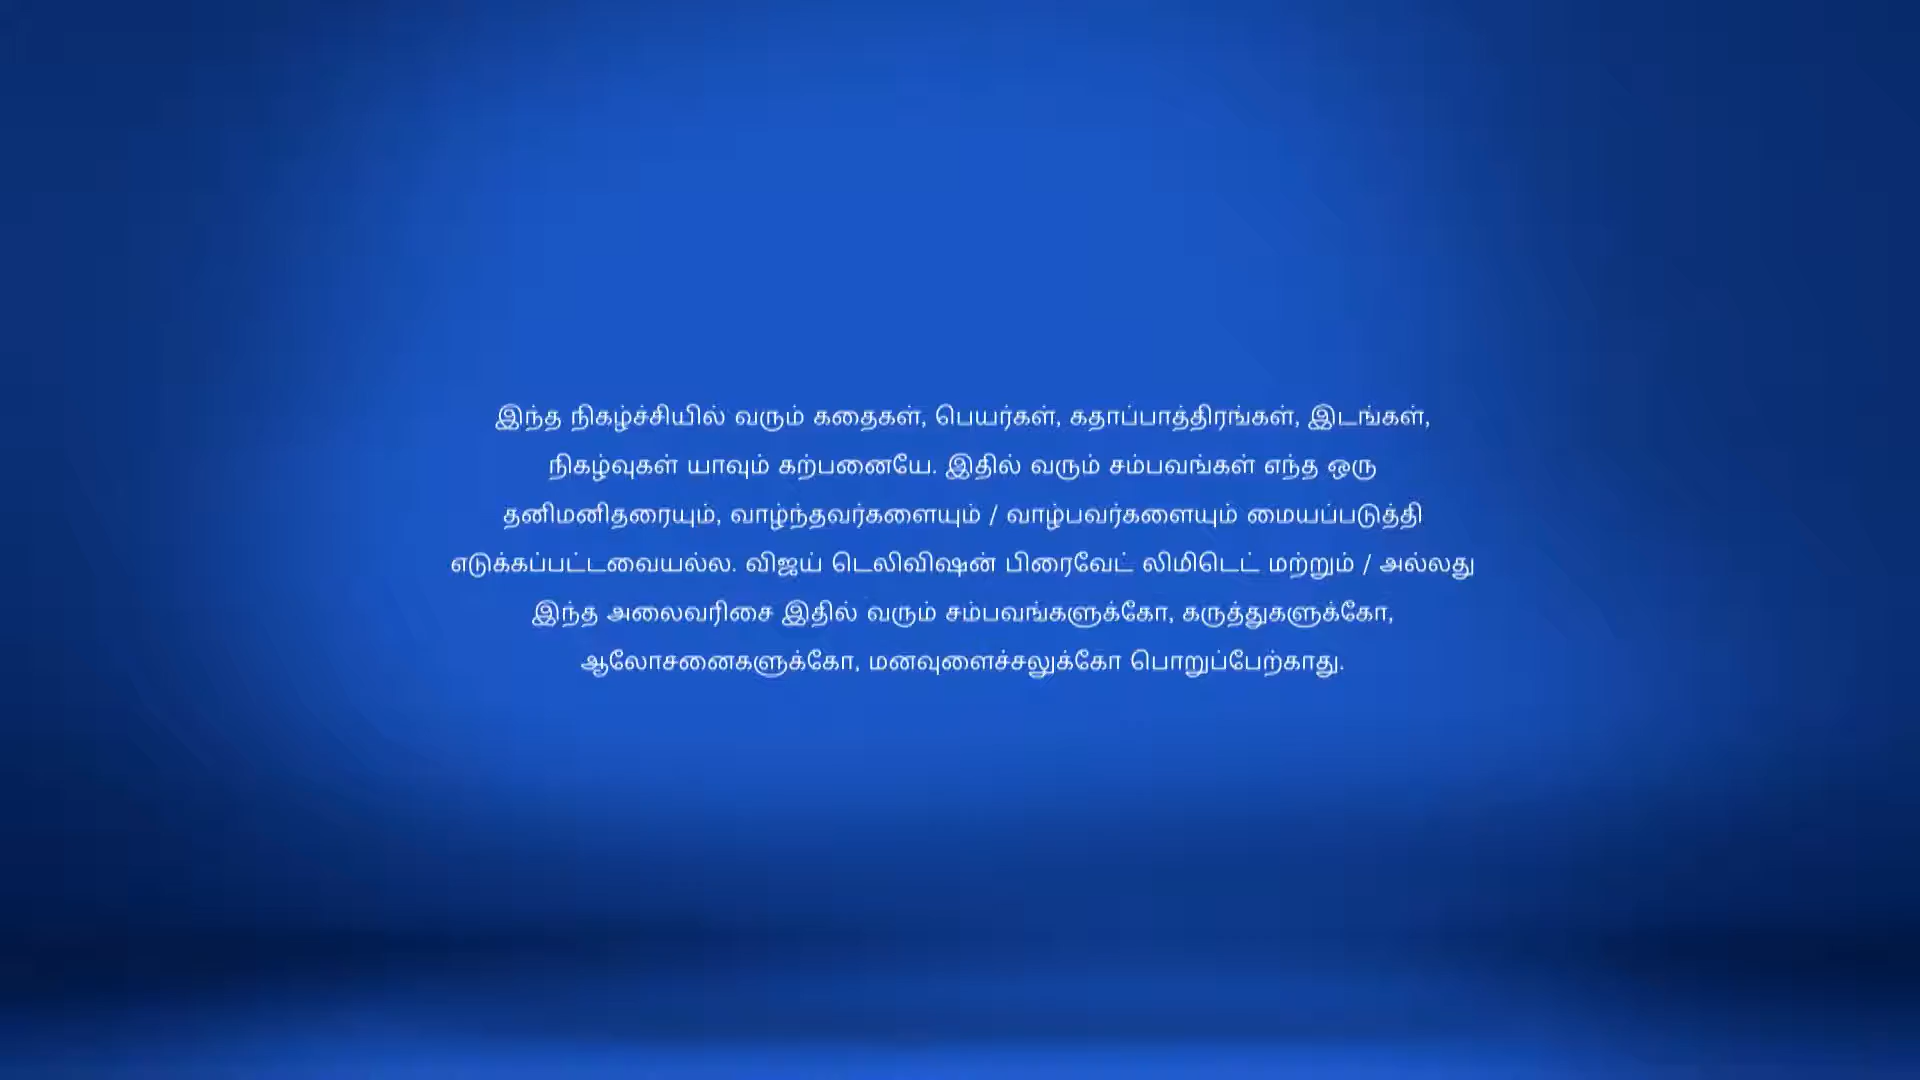 இந்த நிகழ்ச்சியில் வரும் கதைகள், பெயர்கள், கதாப்பாத்திரங்கள், இடங்கள்,
நிகழ்வுகள் யாவும் கற்பனையே. இதில் வரும் சம்பவங்கள் எந்த ஒரு
தனிமனிதரையும், வாழ்ந்தவர்களையும் / வாழ்பவர்களையும் மையப்படுத்தி
எடுக்கப்பட்டவையல்ல. விஜய் டெலிவிஷன் பிரைவேட் லிமிடெட் மற்றும் / அல்லது
இந்த அலைவரிசை இதில் வரும் சம்பவங்களுக்கோ, கருத்துகளுக்கோ,
ஆலோசனைகளுக்கோ, மனவுளைச்சலுக்கோ பொறுப்பேற்காது.